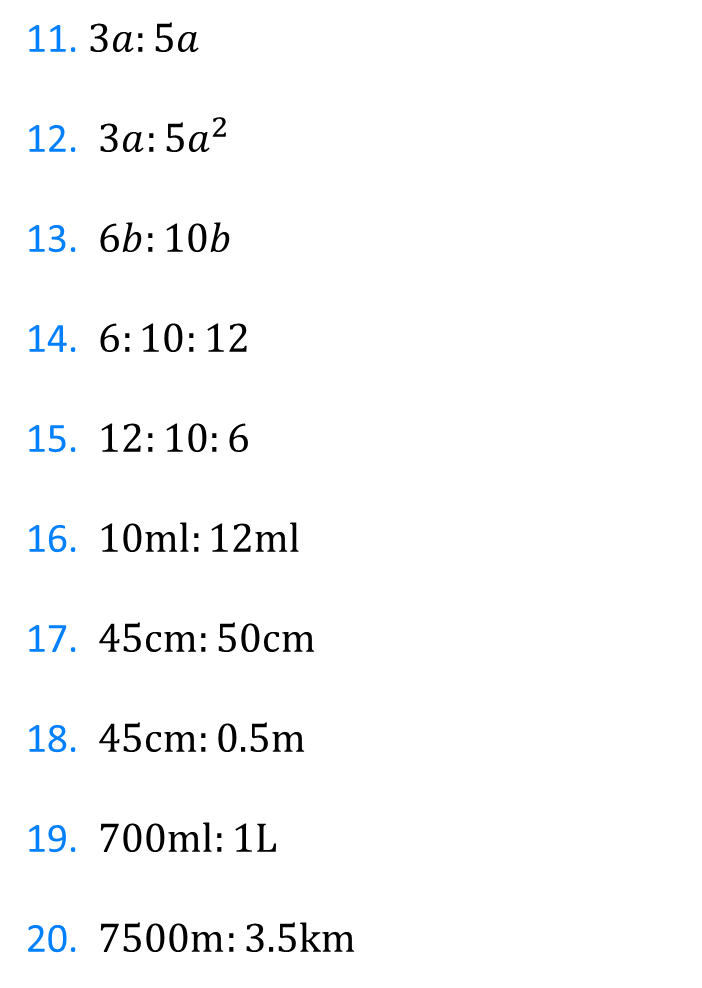 11. 3a: 5a
12. 3a: 5a²
13. 6b: 10b
14. 6: 10: 12
15. 12: 10: 6
16. 10ml: 12ml
17. 45cm: 50cm
18. 45cm: 0.5m
19. 700ml: 1L
20. 7500m: 3.5km